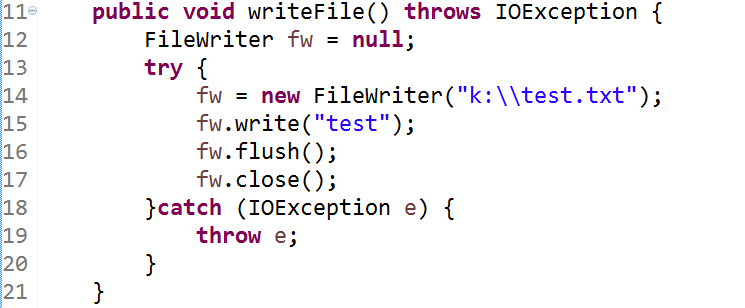 11 public void writeFile() throws IOException {
12 FileWriter fw = null;
13 try {
14 fw = new FileWriter("k:\\test.txt");
15 fw.write("test");
16 fw.flush();
17 fw.close();
18 }catch (IOException e) {
19 throw e;
20 }
21 }